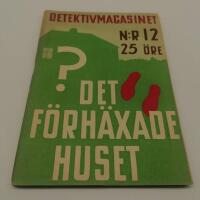 DETEKTIVMAGASINET
N:R 12
25 ÖRE
?
DET
FÖRHÄXADE
HUSET